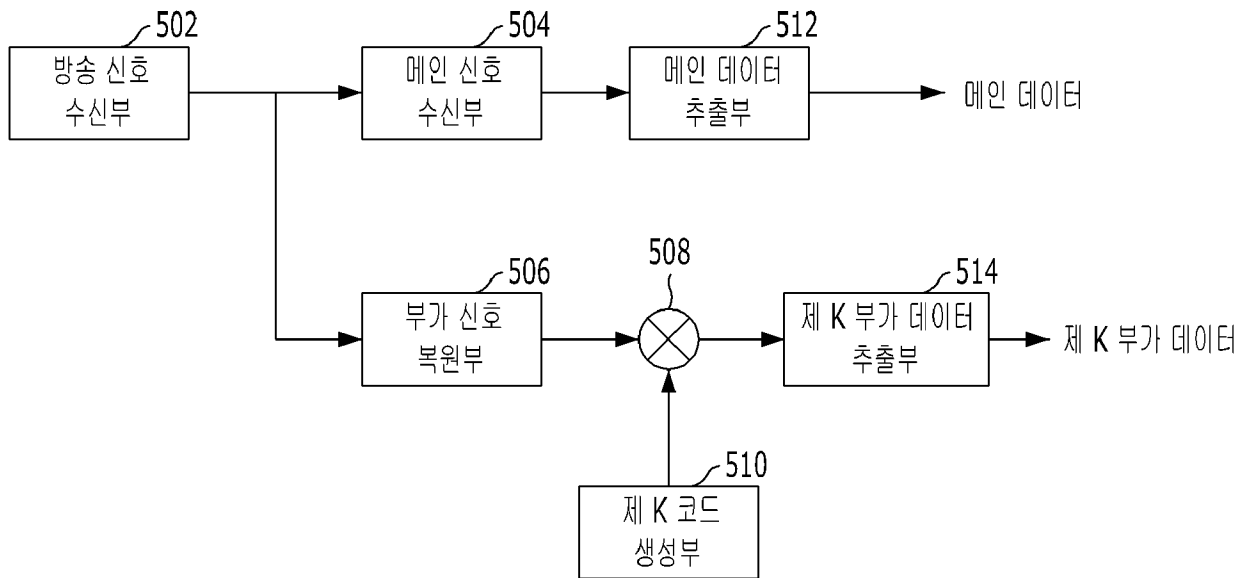 502
방송 신호
수신부
504
메인 신호
수신부
512
메인 데이터
추출부
메인 데이터
506
부가 신호
복원부
508
514
제 K 부가 데이터
추출부
제 K 부가 데이터
510
제 K 코드
생성부